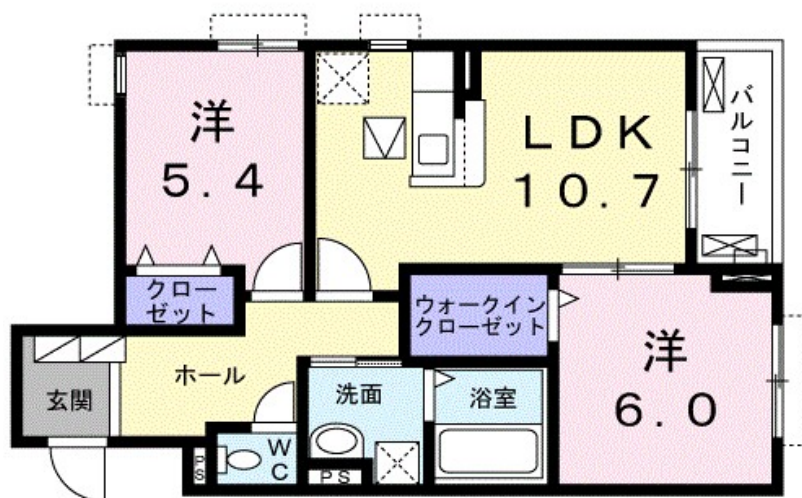 洋
5.4
LDK
10.7
バルコニー
クロー
ゼット
ウォークイン
クローゼット
洋
6.0
ホール
玄関
洗面
浴室
WC
PS
PS